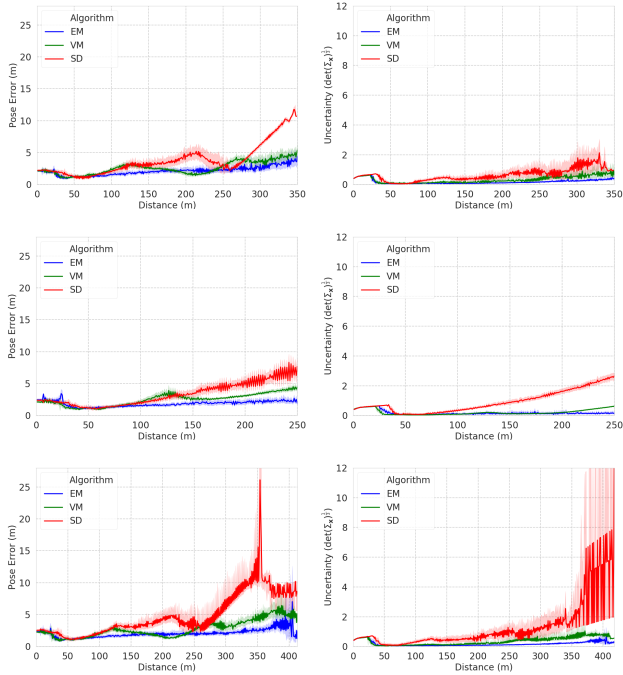 Algorithm
EM
VM
SD
Pose Error (m)
0 5 10 15 20 25
0 50 100 150 200 250 300 350
Distance (m)
Algorithm
EM
VM
SD
Uncertainty (det(Σₓ)^½)
0 2 4 6 8 10 12
0 50 100 150 200 250 300 350
Distance (m)
Algorithm
EM
VM
SD
Pose Error (m)
0 5 10 15 20 25
0 50 100 150 200 250
Distance (m)
Algorithm
EM
VM
SD
Uncertainty (det(Σₓ)^½)
0 2 4 6 8 10 12
0 50 100 150 200 250
Distance (m)
Algorithm
EM
VM
SD
Pose Error (m)
0 5 10 15 20 25
0 50 100 150 200 250 300 350 400
Distance (m)
Algorithm
EM
VM
SD
Uncertainty (det(Σₓ)^½)
0 2 4 6 8 10 12
0 50 100 150 200 250 300 350 400
Distance (m)